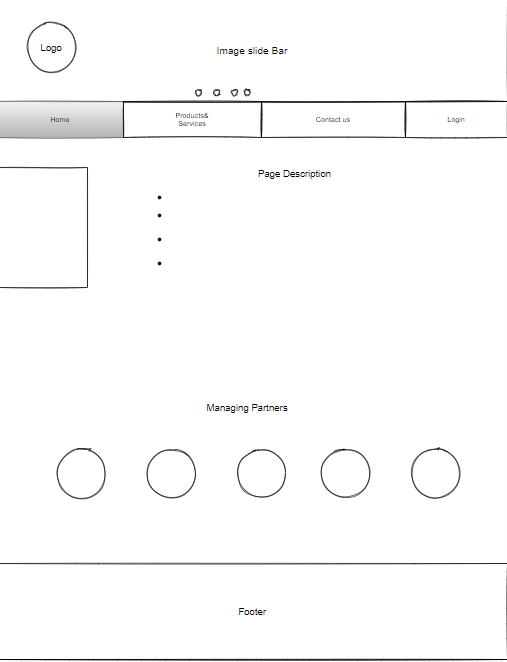 Logo
Image slide Bar
Home
Products&
Services
Contact us
Login
Page Description
Managing Partners
Footer